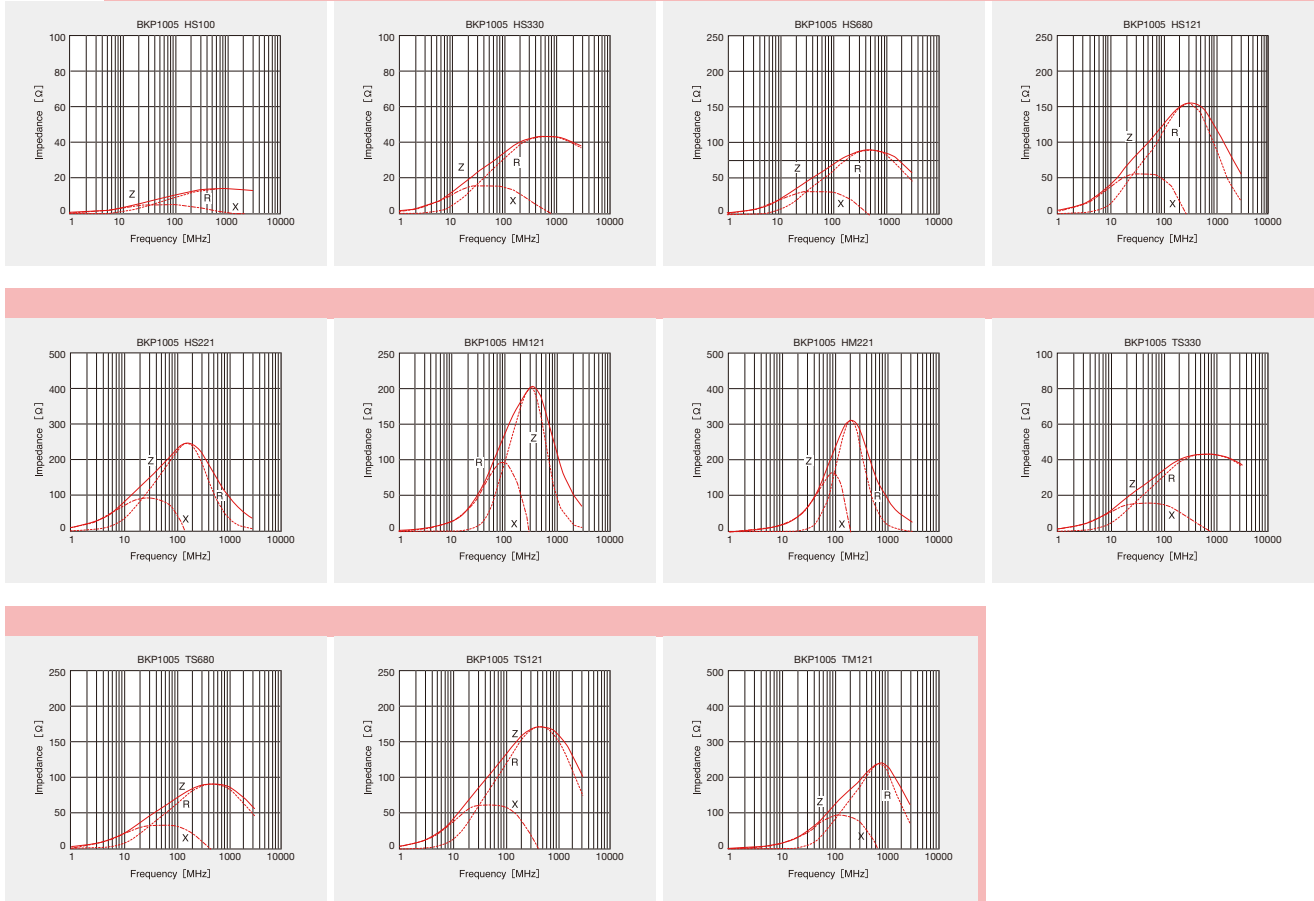 BKP1005 HS100
100
80
60
40
20
0
Impedance [Ω]
Z
R
X
1 10 100 1000 10000
Frequency [MHz]
BKP1005 HS330
100
80
60
40
20
0
Impedance [Ω]
Z
R
X
1 10 100 1000 10000
Frequency [MHz]
BKP1005 HS680
250
200
150
100
50
0
Impedance [Ω]
Z
R
X
1 10 100 1000 10000
Frequency [MHz]
BKP1005 HS121
250
200
150
100
50
0
Impedance [Ω]
Z
R
X
1 10 100 1000 10000
Frequency [MHz]
BKP1005 HS221
500
400
300
200
100
0
Impedance [Ω]
Z
R
X
1 10 100 1000 10000
Frequency [MHz]
BKP1005 HM121
250
200
150
100
50
0
Impedance [Ω]
Z
R
X
1 10 100 1000 10000
Frequency [MHz]
BKP1005 HM221
500
400
300
200
100
0
Impedance [Ω]
Z
R
X
1 10 100 1000 10000
Frequency [MHz]
BKP1005 TS330
100
80
60
40
20
0
Impedance [Ω]
Z
R
X
1 10 100 1000 10000
Frequency [MHz]
BKP1005 TS680
250
200
150
100
50
0
Impedance [Ω]
Z
R
X
1 10 100 1000 10000
Frequency [MHz]
BKP1005 TS121
250
200
150
100
50
0
Impedance [Ω]
Z
R
X
1 10 100 1000 10000
Frequency [MHz]
BKP1005 TM121
500
400
300
200
100
0
Impedance [Ω]
Z
R
X
1 10 100 1000 10000
Frequency [MHz]